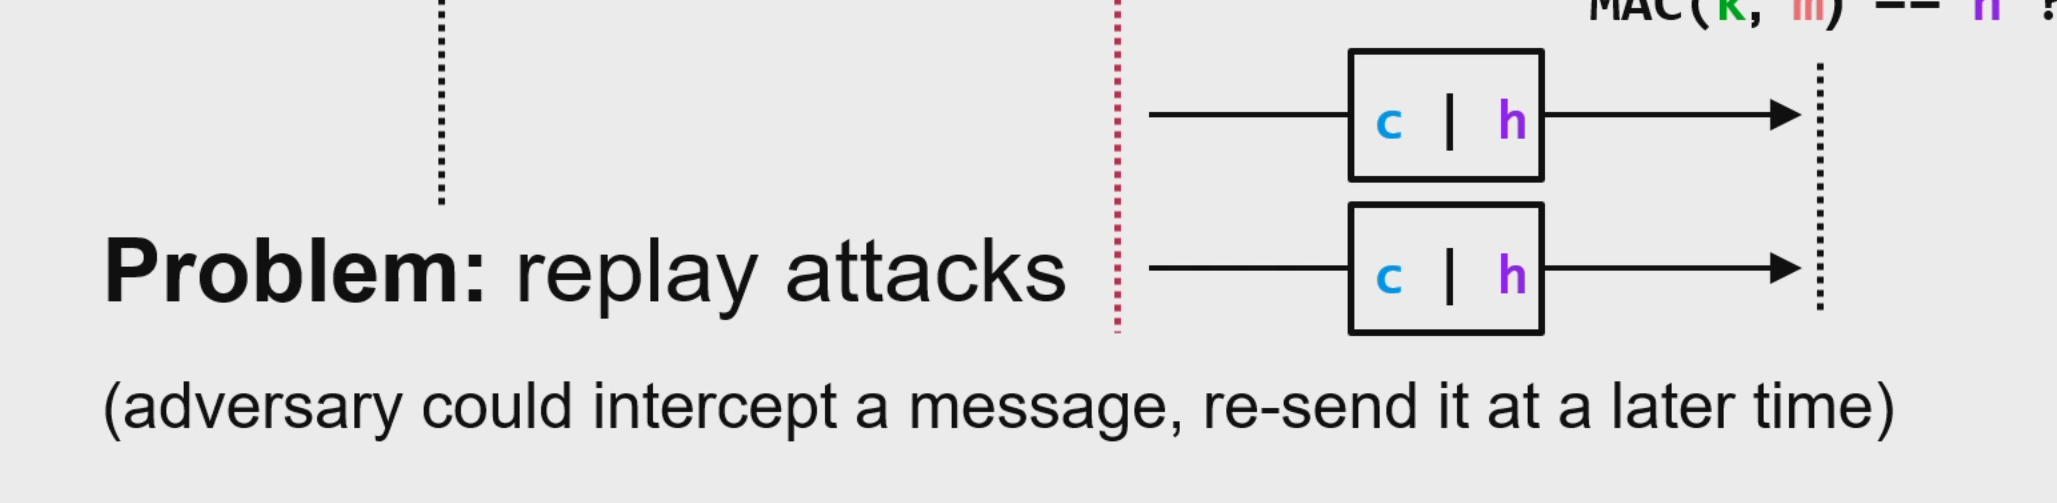 MAC(k, m) == h ?
c | h
c | h
Problem: replay attacks
(adversary could intercept a message, re-send it at a later time)